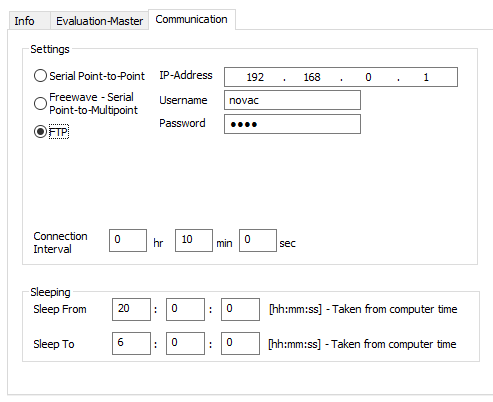 Info Evaluation-Master Communication
Settings
Serial Point-to-Point
Freewave - Serial
Point-to-Multipoint
FTP
IP-Address 192 . 168 . 0 . 1
Username novac
Password ●●●●
Connection
Interval
0 hr 10 min 0 sec
Sleeping
Sleep From 20 : 0 : 0 [hh:mm:ss] - Taken from computer time
Sleep To 6 : 0 : 0 [hh:mm:ss] - Taken from computer time